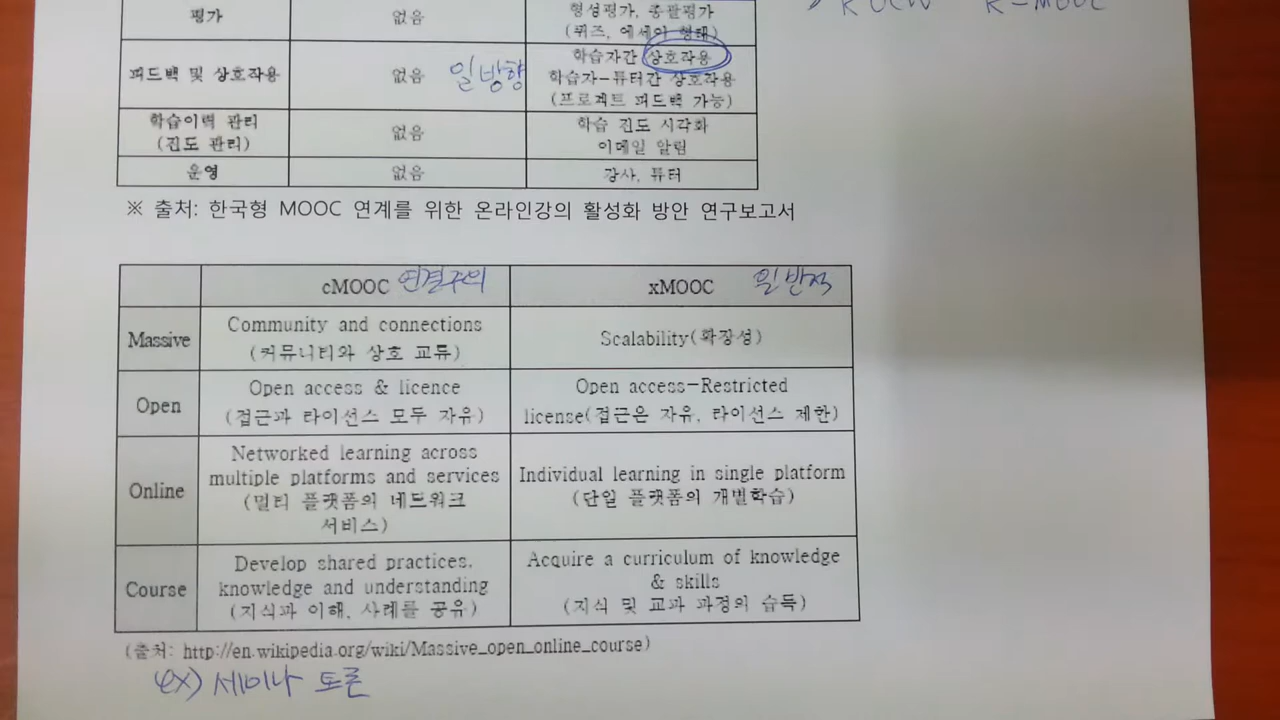 KOCW K-MOOC
평가 없음 형성평가, 총괄평가
(퀴즈, 에세이 형태)
피드백 및 상호작용 없음 일방향 학습자간 상호작용
학습자-튜터간 상호작용
(프로젝트 피드백 가능)
학습이력 관리
(진도 관리) 없음 학습 진도 시각화
이메일 알림
운영 없음 강사, 튜터
※ 출처: 한국형 MOOC 연계를 위한 온라인강의 활성화 방안 연구보고서
cMOOC 연결주의 xMOOC 일반적
Massive Community and connections
(커뮤니티와 상호 교류) Scalability(확장성)
Open Open access & licence
(접근과 라이선스 모두 자유) Open access-Restricted
license(접근은 자유, 라이선스 제한)
Online Networked learning across
multiple platforms and services
(멀티 플랫폼의 네트워크
서비스) Individual learning in single platform
(단일 플랫폼의 개별학습)
Course Develop shared practices,
knowledge and understanding
(지식과 이해, 사례를 공유) Acquire a curriculum of knowledge
& skills
(지식 및 교과 과정의 습득)
(출처: http://en.wikipedia.org/wiki/Massive_open_online_course)
ex) 세미나 토론